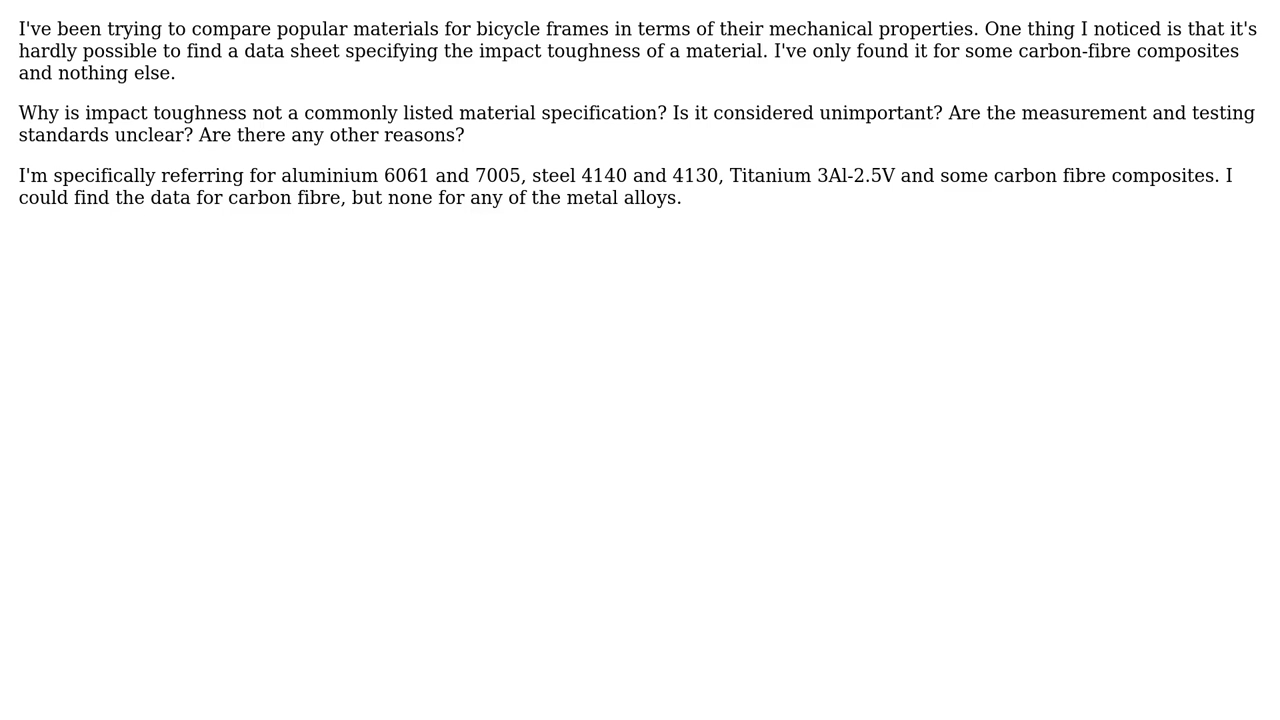 I've been trying to compare popular materials for bicycle frames in terms of their mechanical properties. One thing I noticed is that it's
hardly possible to find a data sheet specifying the impact toughness of a material. I've only found it for some carbon-fibre composites
and nothing else.
Why is impact toughness not a commonly listed material specification? Is it considered unimportant? Are the measurement and testing
standards unclear? Are there any other reasons?
I'm specifically referring for aluminium 6061 and 7005, steel 4140 and 4130, Titanium 3Al-2.5V and some carbon fibre composites. I
could find the data for carbon fibre, but none for any of the metal alloys.